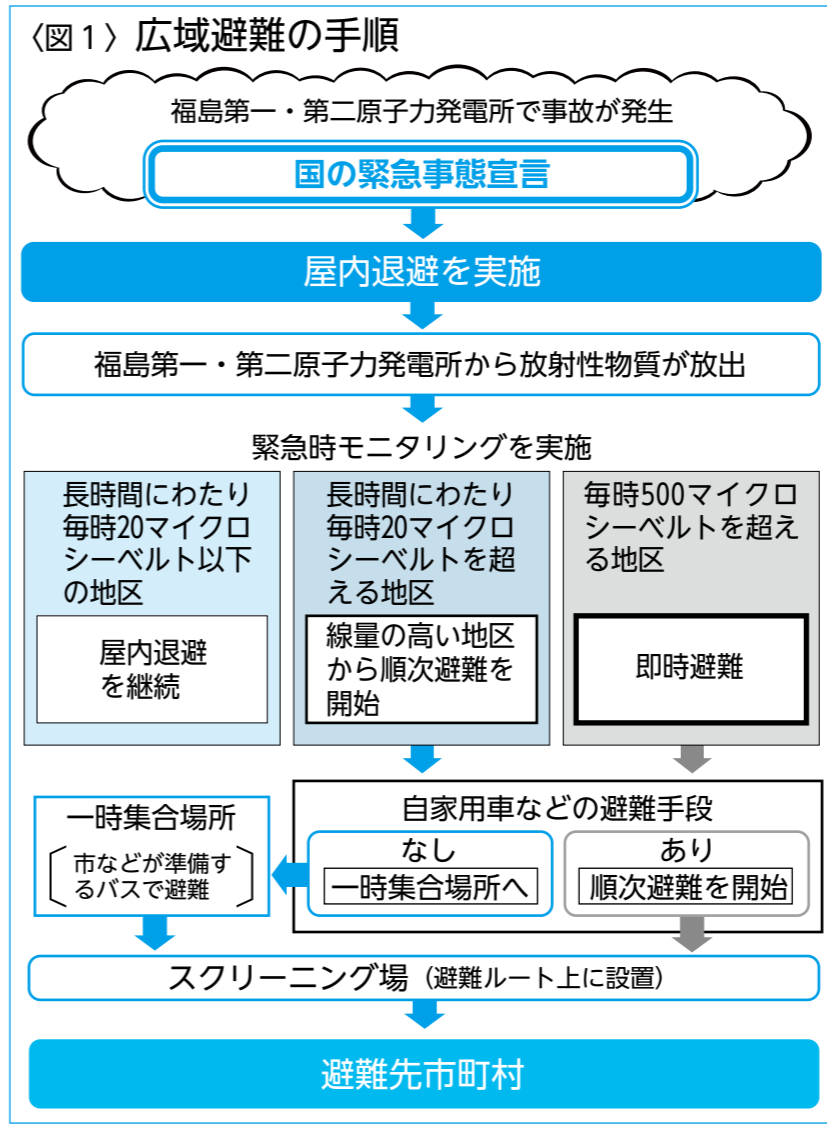 〈図1〉広域避難の手順
福島第一・第二原子力発電所で事故が発生
国の緊急事態宣言
屋内退避を実施
福島第一・第二原子力発電所から放射性物質が放出
緊急時モニタリングを実施
長時間にわたり
毎時20マイクロ
シーベルト以下
の地区
屋内退避
を継続
長時間にわたり
毎時20マイクロ
シーベルトを超
える地区
線量の高い地区
から順次避難を
開始
毎時500マイクロ
シーベルトを超え
る地区
即時避難
自家用車などの避難手段
なし
一時集合場所へ
あり
順次避難を開始
一時集合場所
〔市などが準備す
るバスで避難〕
スクリーニング場(避難ルート上に設置)
避難先市町村